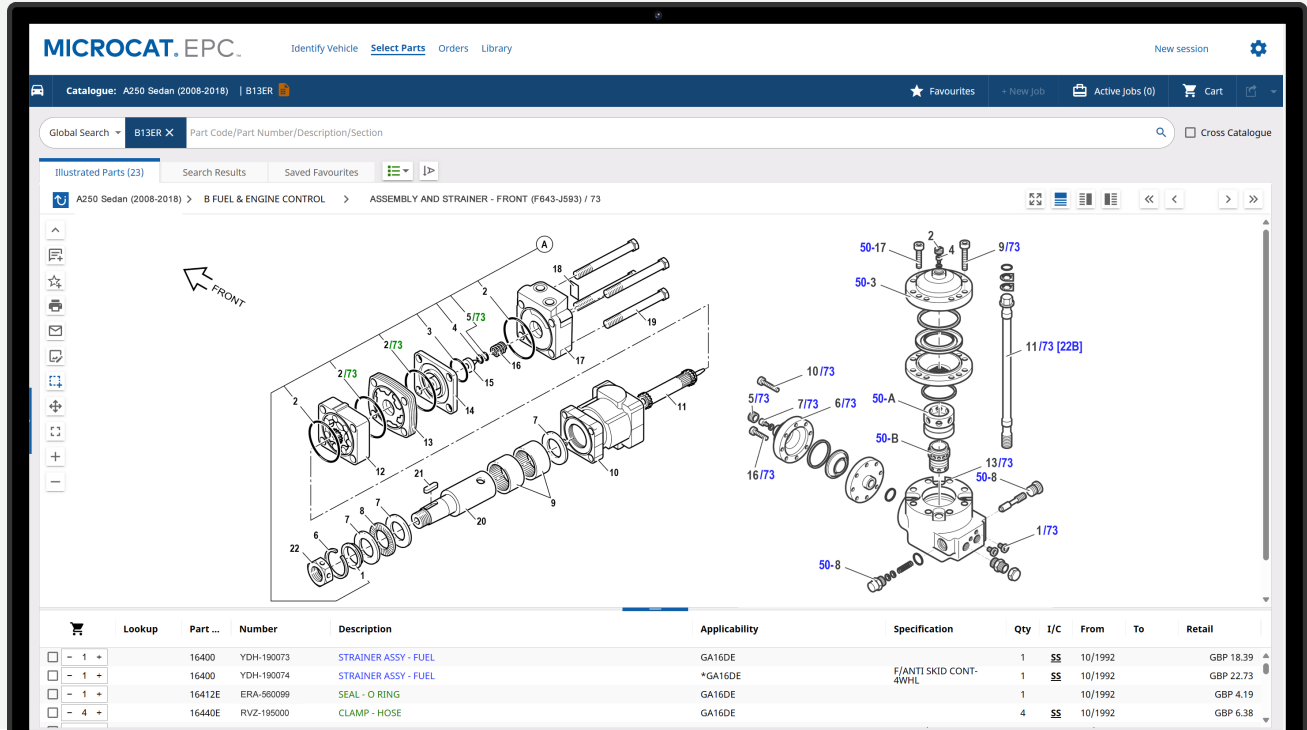 MICROCAT. EPC™
Identify Vehicle Select Parts Orders Library
New session
Catalogue: A250 Sedan (2008-2018) | B13ER
Favourites + New Job Active Jobs (0) Cart
Global Search B13ER X Part Code/Part Number/Description/Section
Cross Catalogue
Illustrated Parts (23) Search Results Saved Favourites
A250 Sedan (2008-2018) > B FUEL & ENGINE CONTROL > ASSEMBLY AND STRAINER - FRONT (F643-J593) / 73
FRONT
A
18
2
5/73
4
3
2/73
2/73
2
19
17
16
15
14
13
12
11
10
7
9
21
20
7
8
7
6
22
1
50-17
2
4
9/73
50-3
11/73 [22B]
10/73
5/73
7/73
6/73
50-A
50-B
16/73
13/73
50-8
1/73
50-8
Lookup Part ... Number Description Applicability Specification Qty I/C From To Retail
- 1 + 16400 YDH-190073 STRAINER ASSY - FUEL GA16DE 1 SS 10/1992 GBP 18.39
- 1 + 16400 YDH-190074 STRAINER ASSY - FUEL *GA16DE F/ANTI SKID CONT-
4WHL 1 SS 10/1992 GBP 22.73
- 1 + 16412E ERA-560099 SEAL - O RING GA16DE 1 10/1992 GBP 4.19
- 4 + 16440E RVZ-195000 CLAMP - HOSE GA16DE 4 SS 10/1992 GBP 6.38